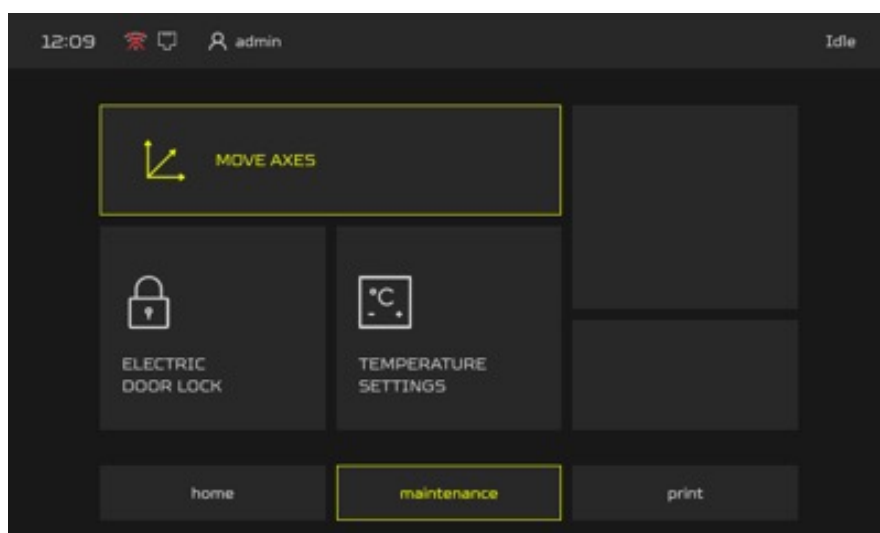 12:09 admin Idle
MOVE AXES
ELECTRIC
DOOR LOCK
°C
- +
TEMPERATURE
SETTINGS
home maintenance print